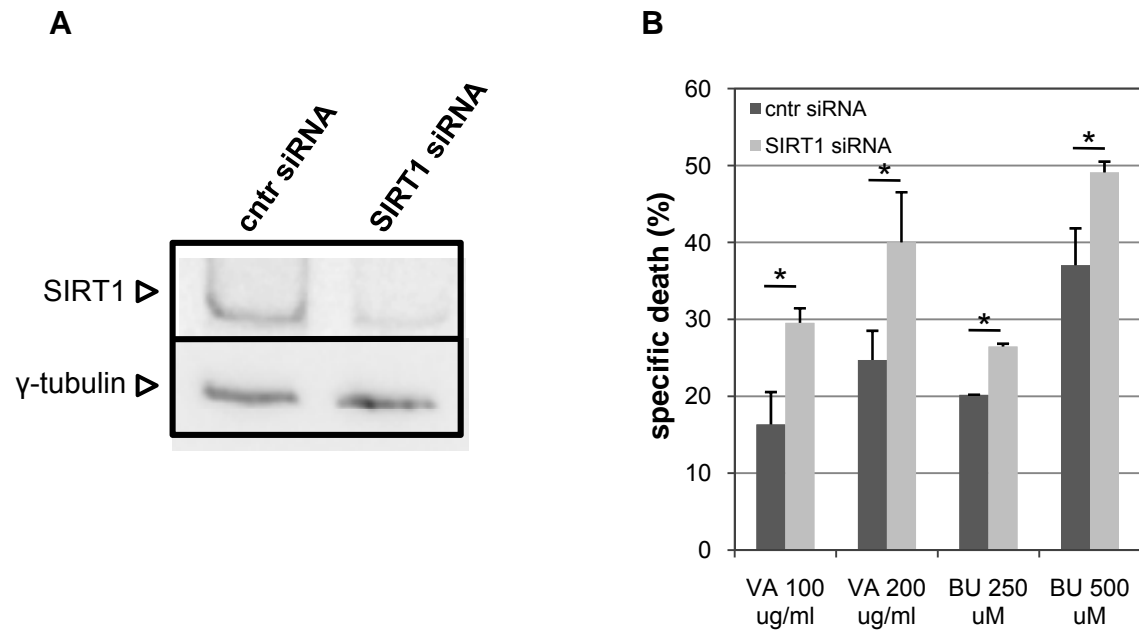 A
B
cntr siRNA
SIRT1 siRNA
SIRT1
γ-tubulin
specific death (%)
60
50
40
30
20
10
0
cntr siRNA
SIRT1 siRNA
*
*
*
*
VA 100
ug/ml
VA 200
ug/ml
BU 250
uM
BU 500
uM